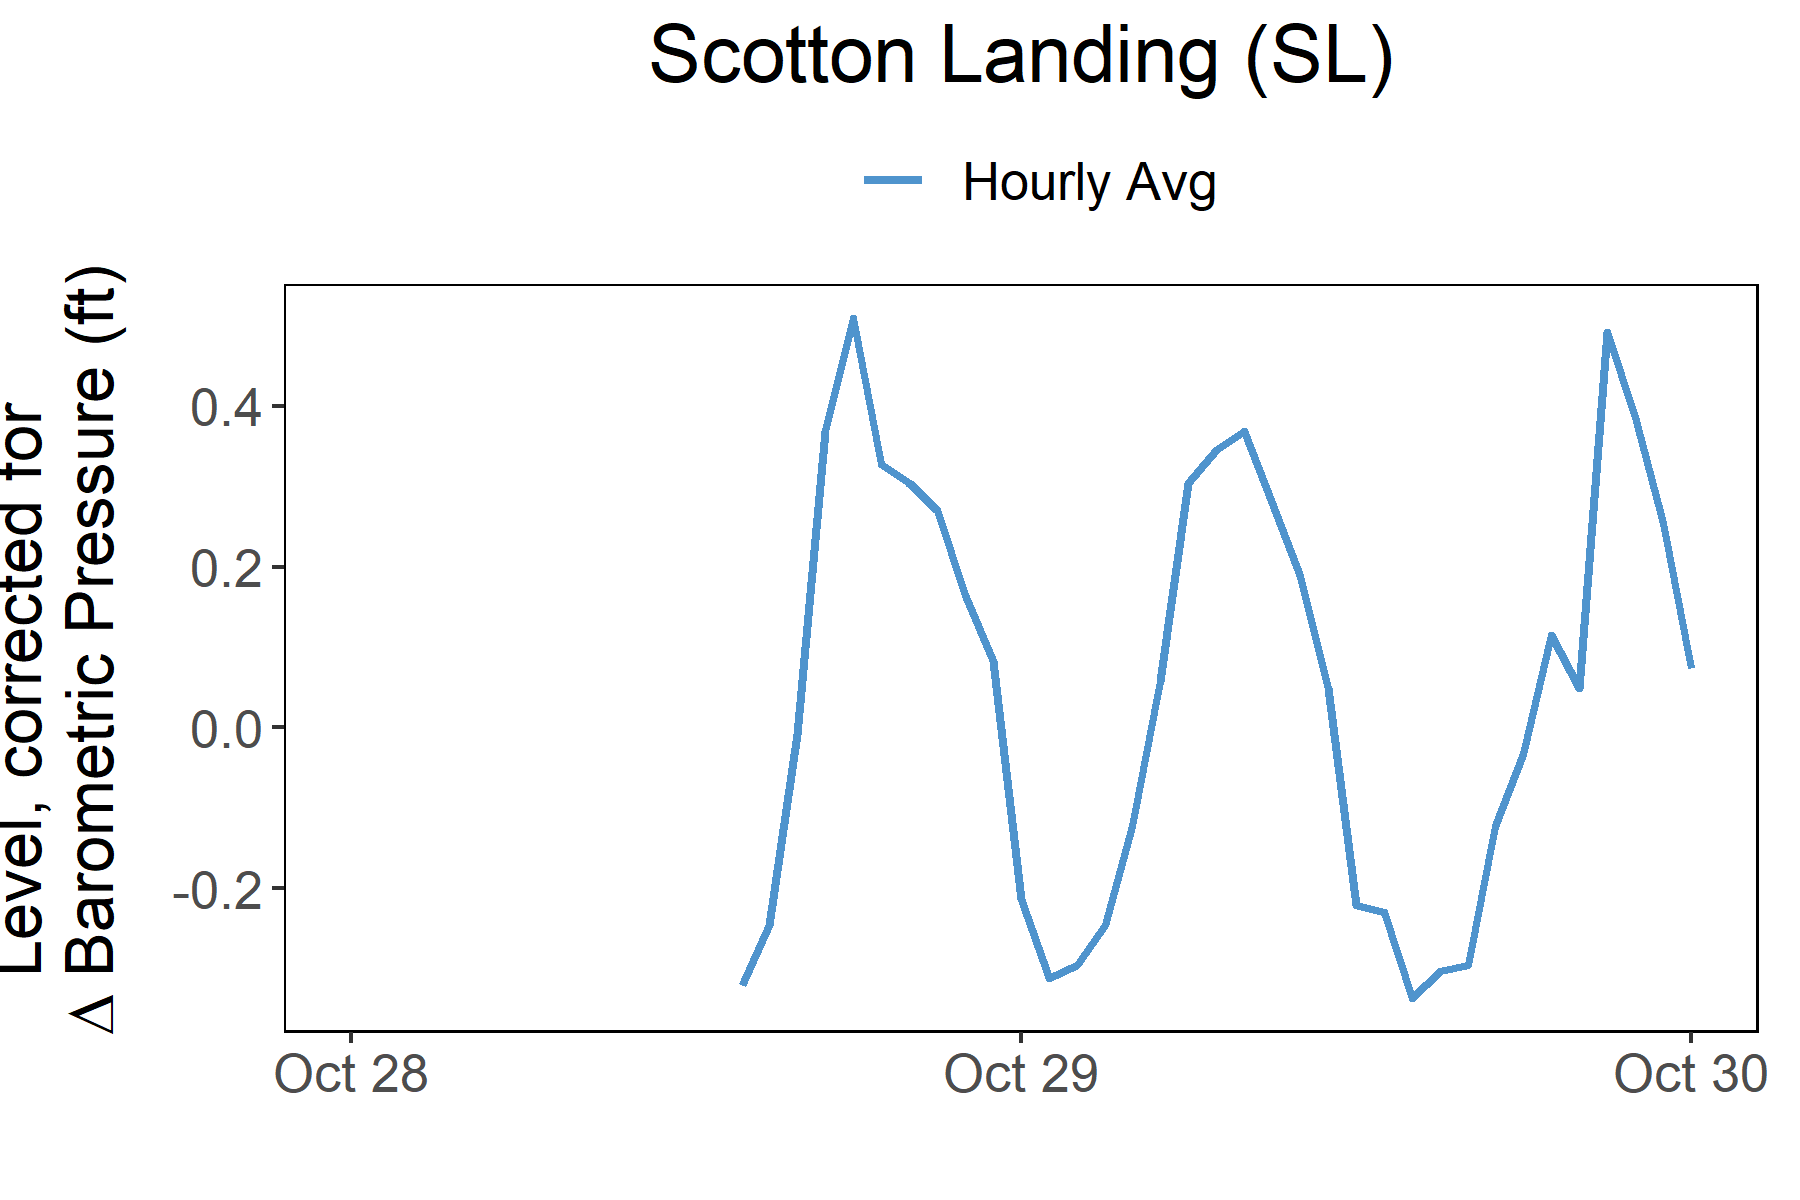 Scotton Landing (SL)
Hourly Avg
Level, corrected for
Δ Barometric Pressure (ft)
0.4
0.2
0.0
-0.2
Oct 28
Oct 29
Oct 30